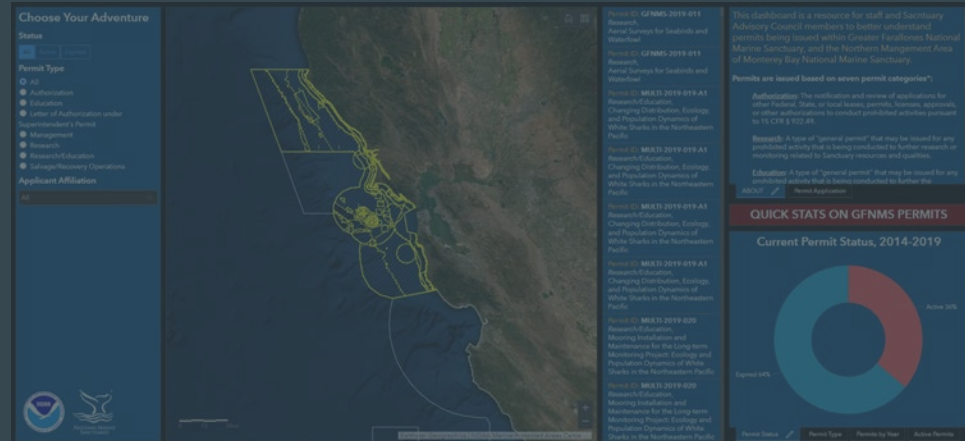 Choose Your Adventure
Status
All
Permit Type
All
Authorization
Education
Letter of Authorization under
Superintendent's Permit
Management
Research
Research/Education
Salvage/Recovery Operations
Applicant Affiliation
All
NOAA
Permit ID: GFNMS-2019-011
Research,
Aerial Surveys for Seabirds and
Waterfowl
Permit ID: GFNMS-2019-011
Research,
Aerial Surveys for Seabirds and
Waterfowl
Permit ID: MULTI-2019-019-A1
Research/Education,
Changing Distribution, Ecology,
and Population Dynamics of
White Sharks in the Northeastern
Pacific
Permit ID: MULTI-2019-019-A1
Research/Education,
Changing Distribution, Ecology,
and Population Dynamics of
White Sharks in the Northeastern
Pacific
Permit ID: MULTI-2019-019-A1
Research/Education,
Changing Distribution, Ecology,
and Population Dynamics of
White Sharks in the Northeastern
Pacific
Permit ID: MULTI-2019-019-A1
Research/Education,
Changing Distribution, Ecology,
and Population Dynamics of
White Sharks in the Northeastern
Pacific
Permit ID: MULTI-2019-020
Research/Education,
Mooring Installation and
Maintenance for the Long-term
Monitoring Project: Ecology and
Population Dynamics of White
Sharks in the Northeastern Pacific
Permit ID: MULTI-2019-020
Research/Education,
Mooring Installation and
Maintenance for the Long-term
Monitoring Project: Ecology and
Population Dynamics of White
Sharks in the Northeastern Pacific
This dashboard is a resource for staff and Sacntuary
Advisory Council members to better understand
permits being issued within Greater Farallones National
Marine Sanctuary, and the Northern Mangement Area
of Monterey Bay National Marine Sanctuary.
Permits are issued based on seven permit categories*:
Authorization: The notification and review of applications for
other Federal, State, or local leases, permits, licenses, approvals,
or other authorizations to conduct prohibited activities pursuant
to 15 CFR § 922.49.
Research: A type of "general permit" that may be issued for any
prohibited activity that is being conducted to further research or
monitoring related to Sanctuary resources and qualities.
Education: A type of "general permit" that may be issued for any
prohibited activity that is being conducted to further the
ABOUT
Permit Application
QUICK STATS ON GFNMS PERMITS
Current Permit Status, 2014-2019
Active 36%
Expired 64%
Permit Status
Permit Type
Permits by Year
Active Permits